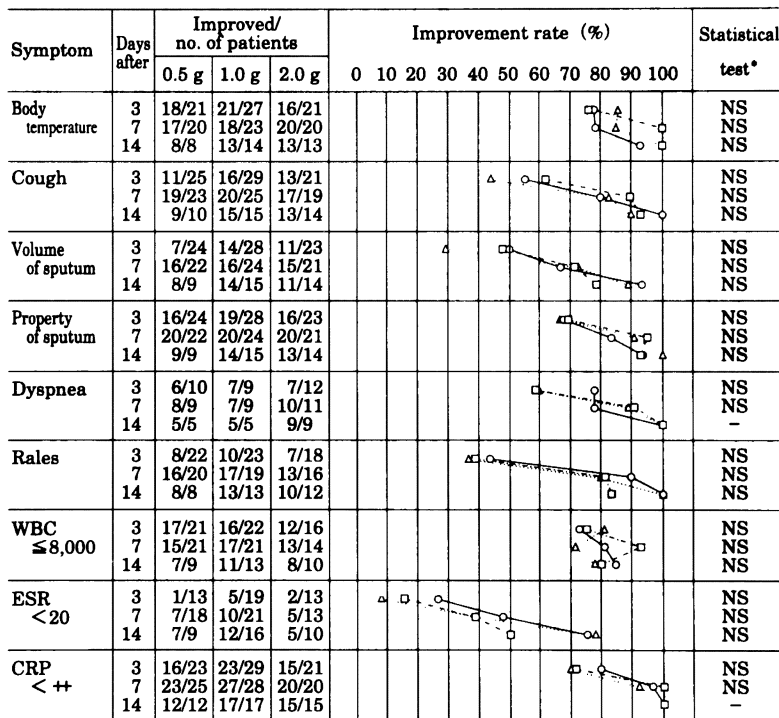 Symptom Days after Improved/ no. of patients Improvement rate (%) Statistical test*
0.5 g 1.0 g 2.0 g 0 10 20 30 40 50 60 70 80 90 100
Body temperature 3 18/21 21/27 16/21 NS
7 17/20 18/23 20/20 NS
14 8/8 13/14 13/13 NS
Cough 3 11/25 16/29 13/21 NS
7 19/23 20/25 17/19 NS
14 9/10 15/15 13/14 NS
Volume of sputum 3 7/24 14/28 11/23 NS
7 16/22 16/24 15/21 NS
14 8/9 14/15 11/14 NS
Property of sputum 3 16/24 19/28 16/23 NS
7 20/22 20/24 20/21 NS
14 9/9 14/15 13/14 NS
Dyspnea 3 6/10 7/9 7/12 NS
7 8/9 7/9 10/11 NS
14 5/5 5/5 9/9 –
Rales 3 8/22 10/23 7/18 NS
7 16/20 17/19 13/16 NS
14 8/8 13/13 10/12 NS
WBC 3 17/21 16/22 12/16 NS
≦8,000 7 15/21 17/21 13/14 NS
14 7/9 11/13 8/10 NS
ESR 3 1/13 5/19 2/13 NS
<20 7 7/18 10/21 5/13 NS
14 7/9 12/16 5/10 NS
CRP 3 16/23 23/29 15/21 NS
< ++ 7 23/25 27/28 20/20 NS
14 12/12 17/17 15/15 –